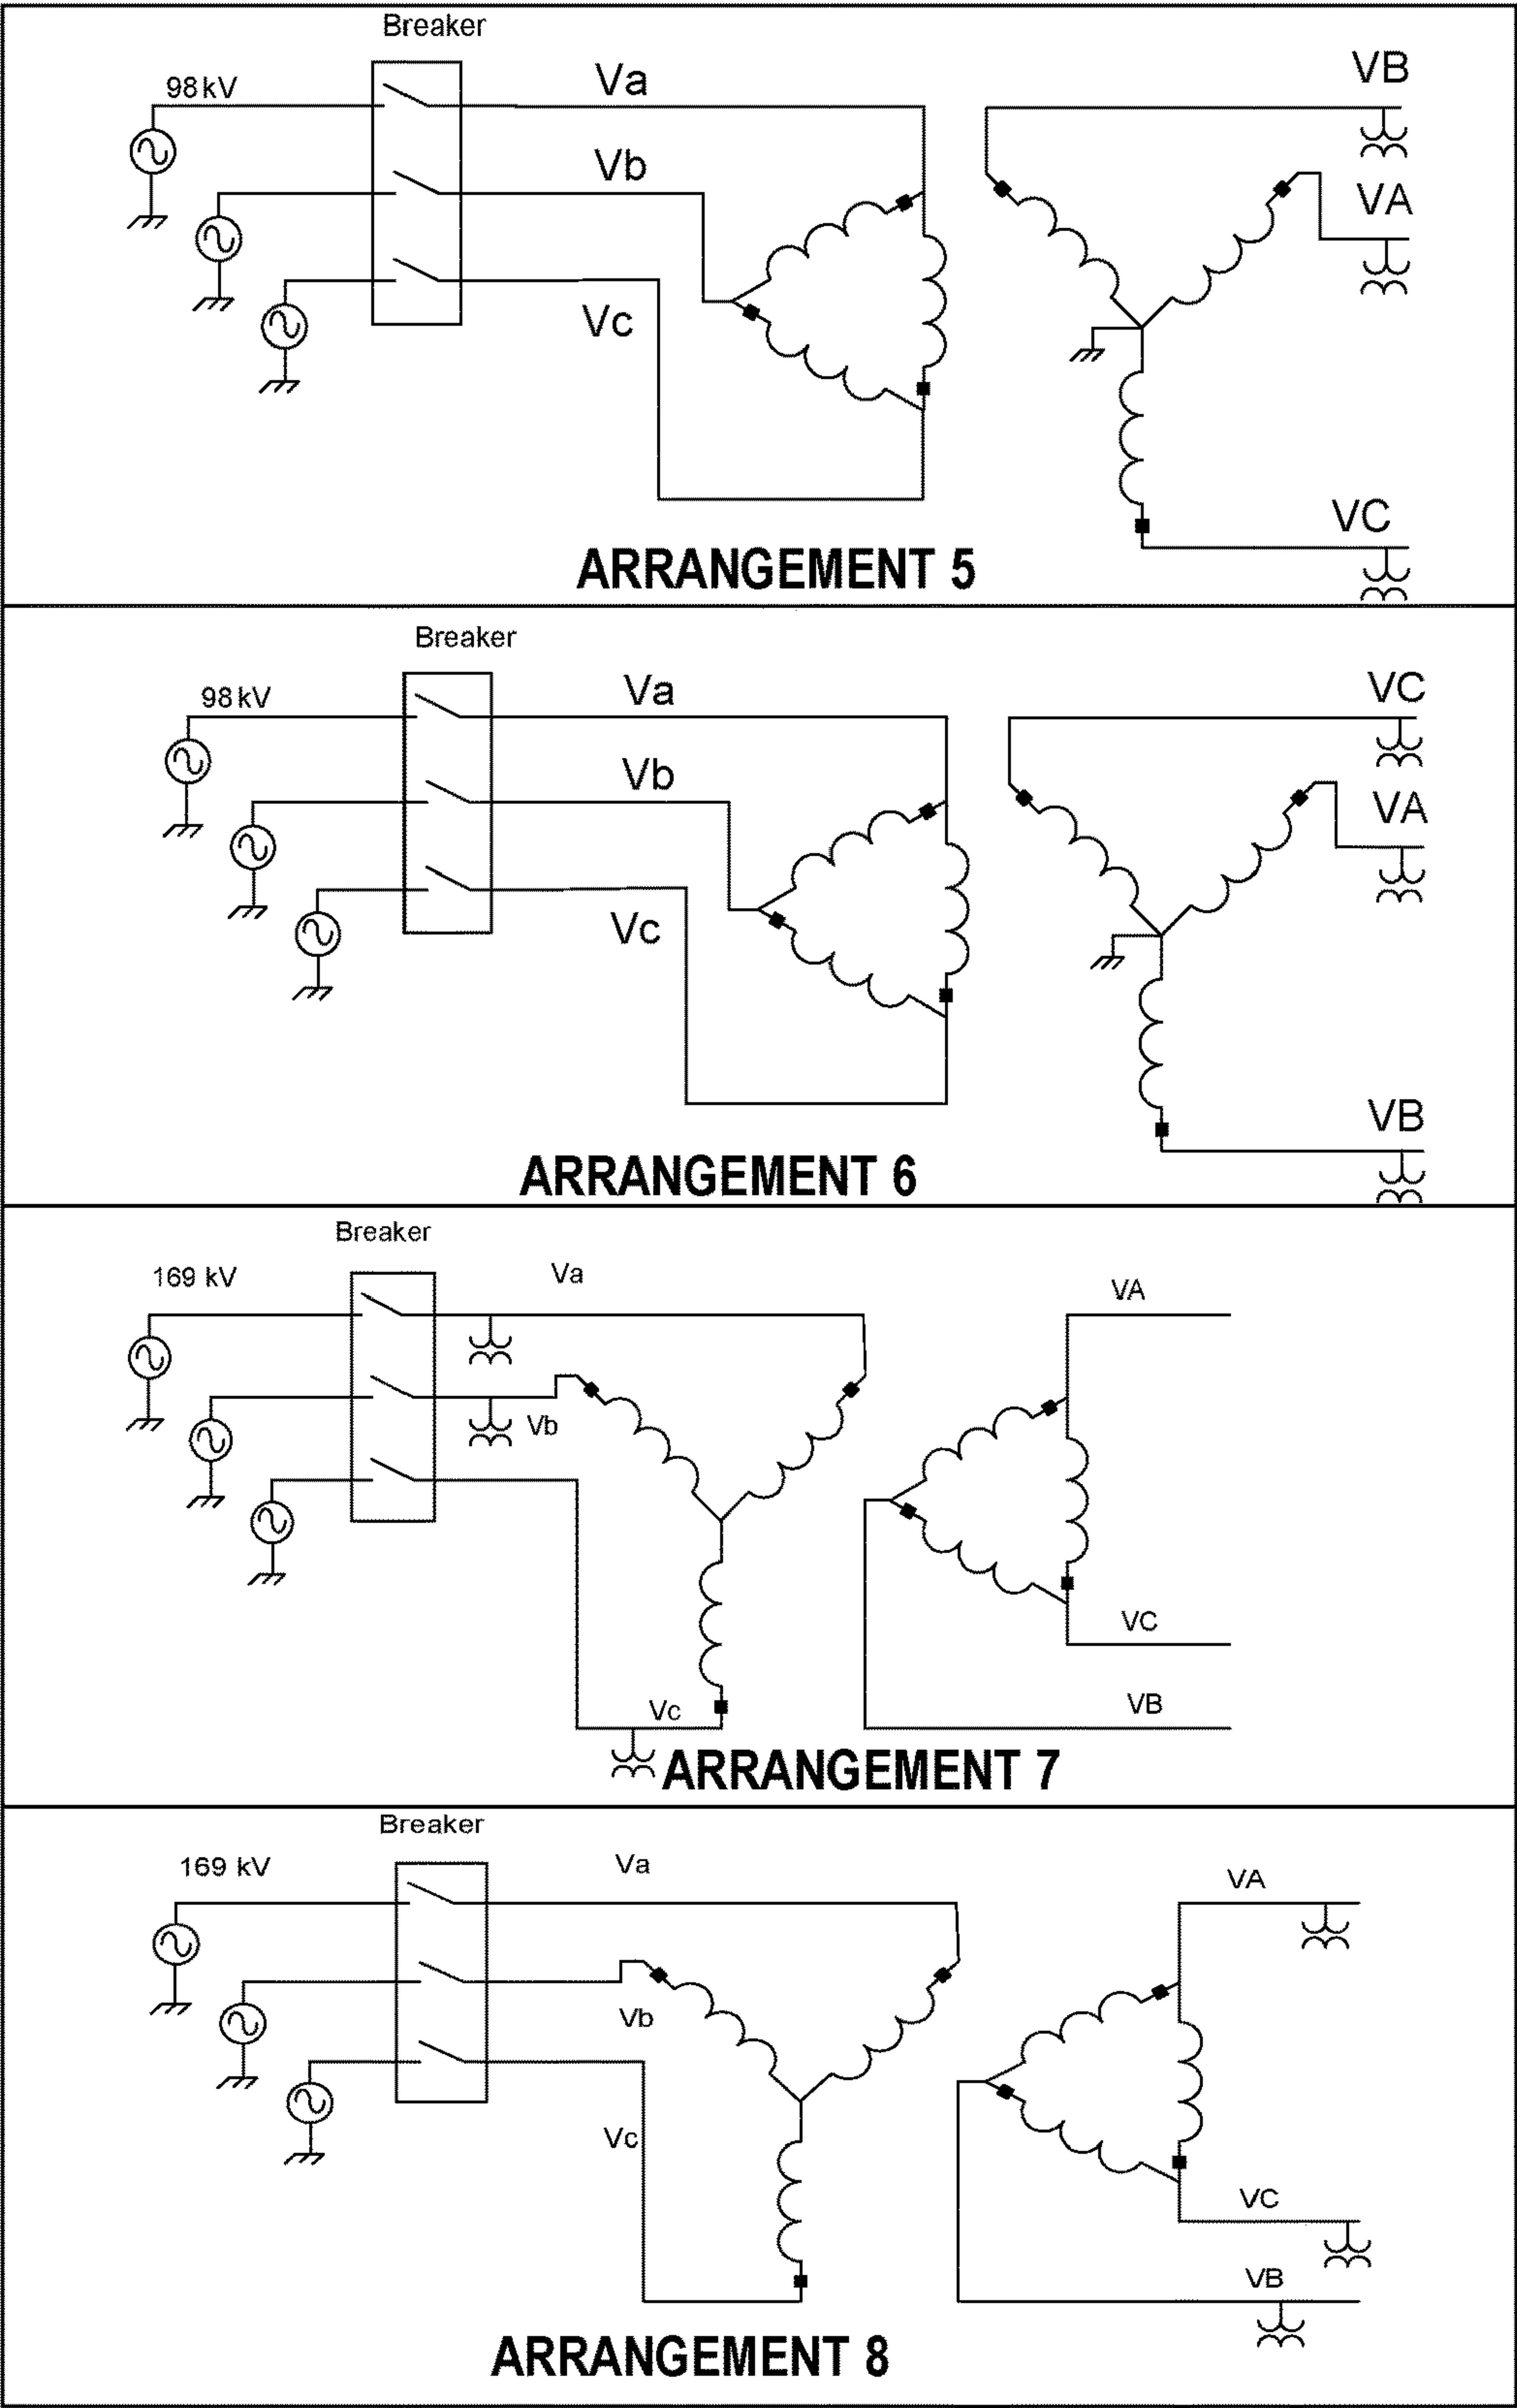 Breaker
98 kV
Va
VB
Vb
VA
Vc
VC
ARRANGEMENT 5
Breaker
98 kV
Va
VC
Vb
VA
Vc
VB
ARRANGEMENT 6
Breaker
169 kV
Va
VA
Vb
VC
Vc
VB
ARRANGEMENT 7
Breaker
169 kV
Va
VA
Vb
Vc
VC
VB
ARRANGEMENT 8